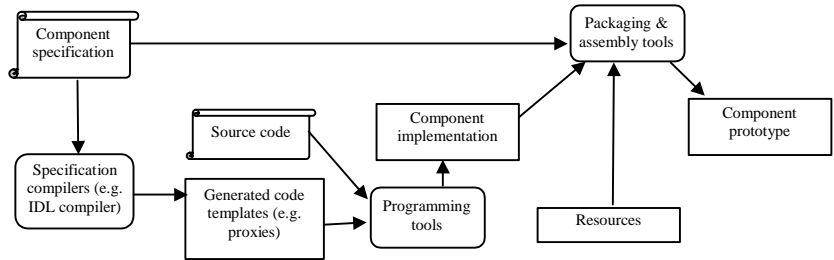 Component
specification
Packaging &
assembly tools
Source code
Component
implementation
Component
prototype
Specification
compilers (e.g.
IDL compiler)
Generated code
templates (e.g.
proxies)
Programming
tools
Resources